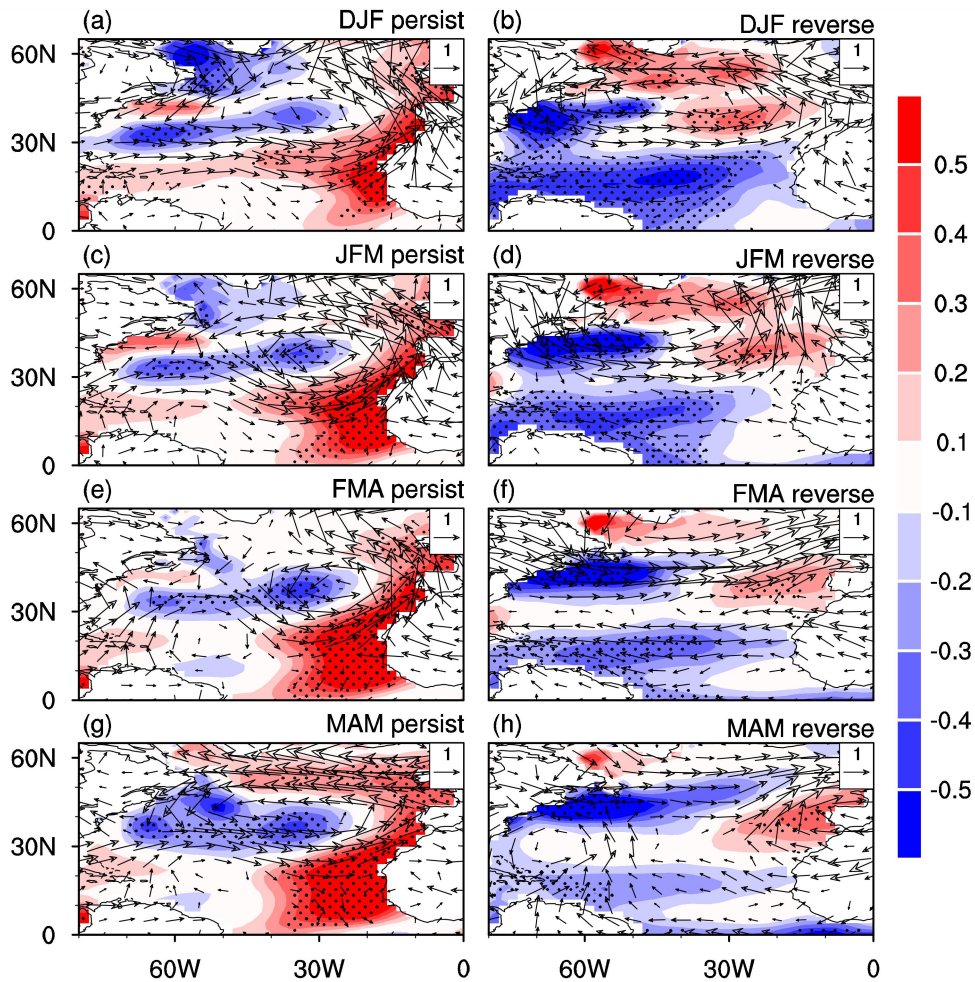 (a) DJF persist
(b) DJF reverse
60N 1 1
30N
0
(c) JFM persist
(d) JFM reverse
60N 1 1
30N
0
(e) FMA persist
(f) FMA reverse
60N 1 1
30N
0
(g) MAM persist
(h) MAM reverse
60N 1 1
30N
0
60W 30W 0
60W 30W 0
0.5
0.4
0.3
0.2
0.1
-0.1
-0.2
-0.3
-0.4
-0.5